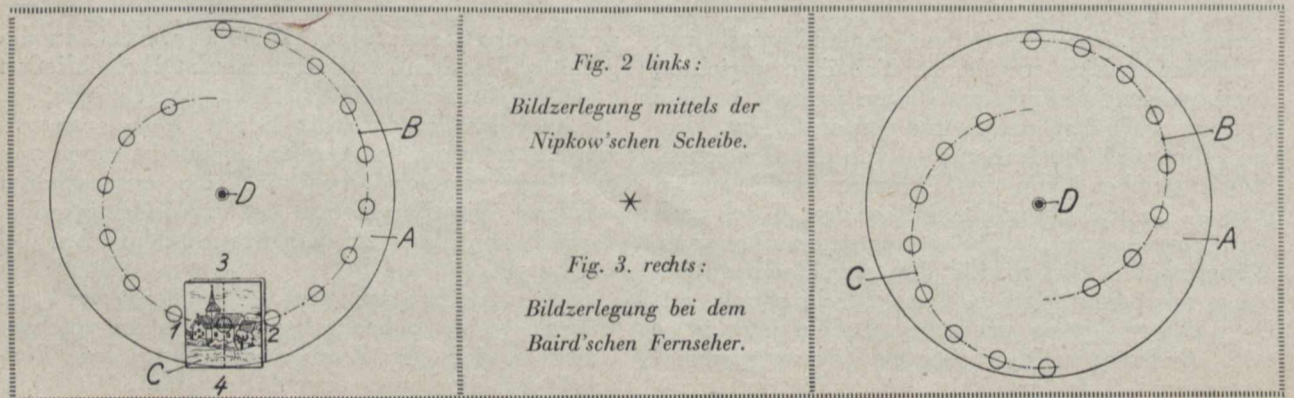 B
D
A
3
1
2
C
4
Fig. 2 links:
Bildzerlegung mittels der
Nipkow'schen Scheibe.
*
Fig. 3. rechts:
Bildzerlegung bei dem
Baird'schen Fernseher.
B
D
A
C